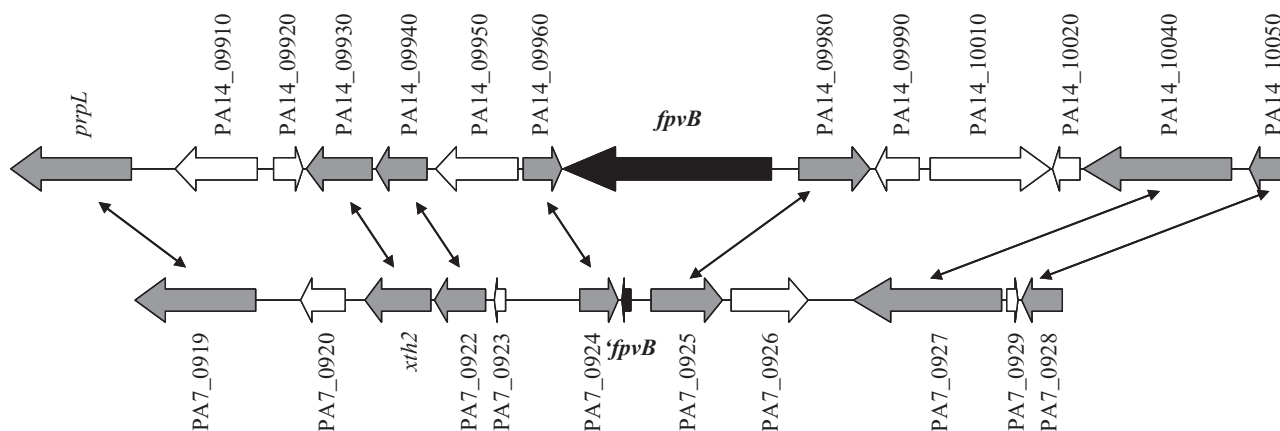 prpL
PA14_09910
PA14_09920
PA14_09930
PA14_09940
PA14_09950
PA14_09960
fpvB
PA14_09980
PA14_09990
PA14_10010
PA14_10020
PA14_10040
PA14_10050
PA7_0919
PA7_0920
xth2
PA7_0922
PA7_0923
PA7_0924
‘fpvB
PA7_0925
PA7_0926
PA7_0927
PA7_0929
PA7_0928